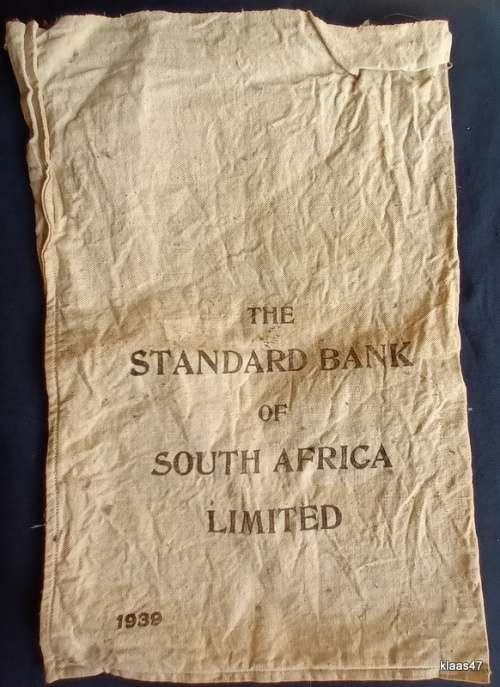 THE
STANDARD BANK
OF
SOUTH AFRICA
LIMITED
1939
klaas47